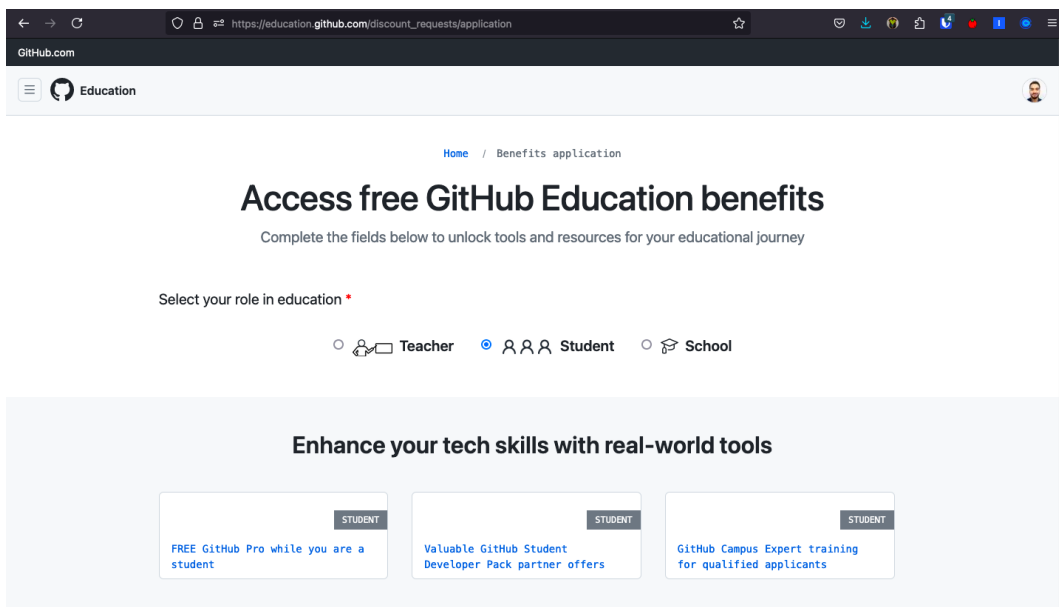 https://education.github.com/discount_requests/application
4
GitHub.com
Education
Home / Benefits application
Access free GitHub Education benefits
Complete the fields below to unlock tools and resources for your educational journey
Select your role in education *
Teacher Student School
Enhance your tech skills with real-world tools
STUDENT
FREE GitHub Pro while you are a
student
STUDENT
Valuable GitHub Student
Developer Pack partner offers
STUDENT
GitHub Campus Expert training
for qualified applicants